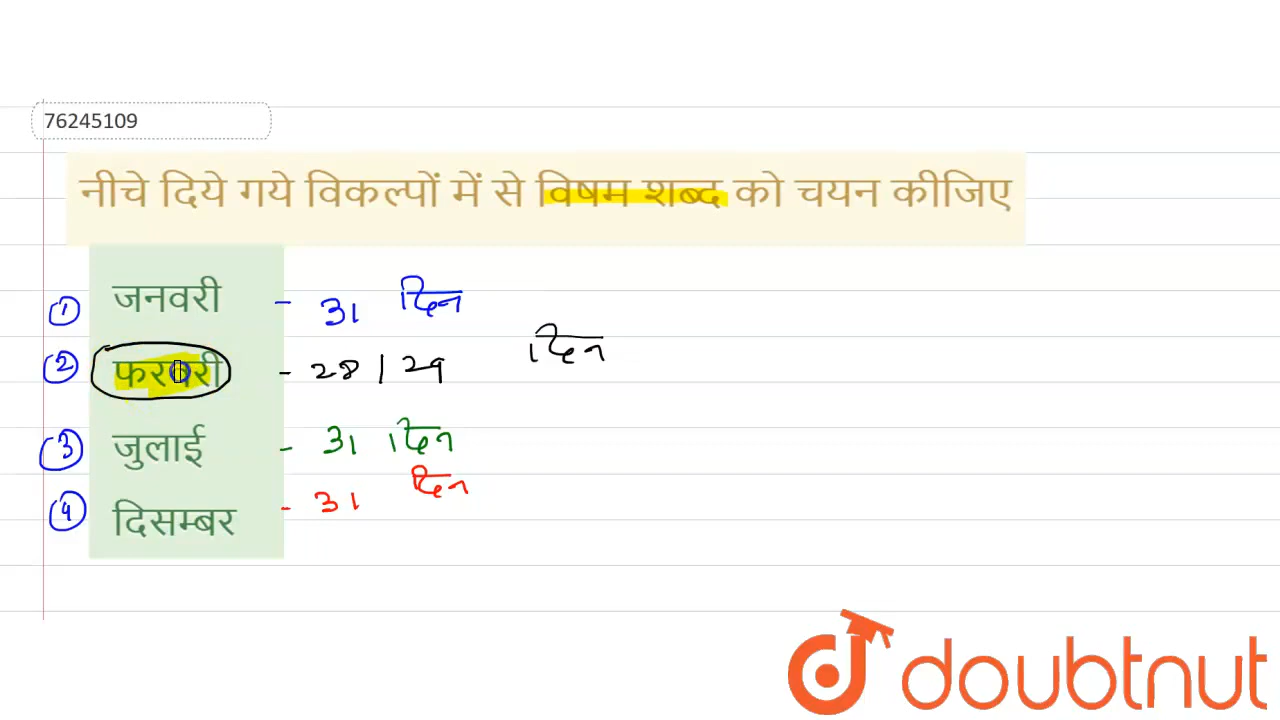 76245109
नीचे दिये गये विकल्पों में से विषम शब्द को चयन कीजिए
① जनवरी - 31 दिन
② फरवरी - 28 | 29 दिन
③ जुलाई - 31 दिन
④ दिसम्बर - 31 दिन
doubtnut